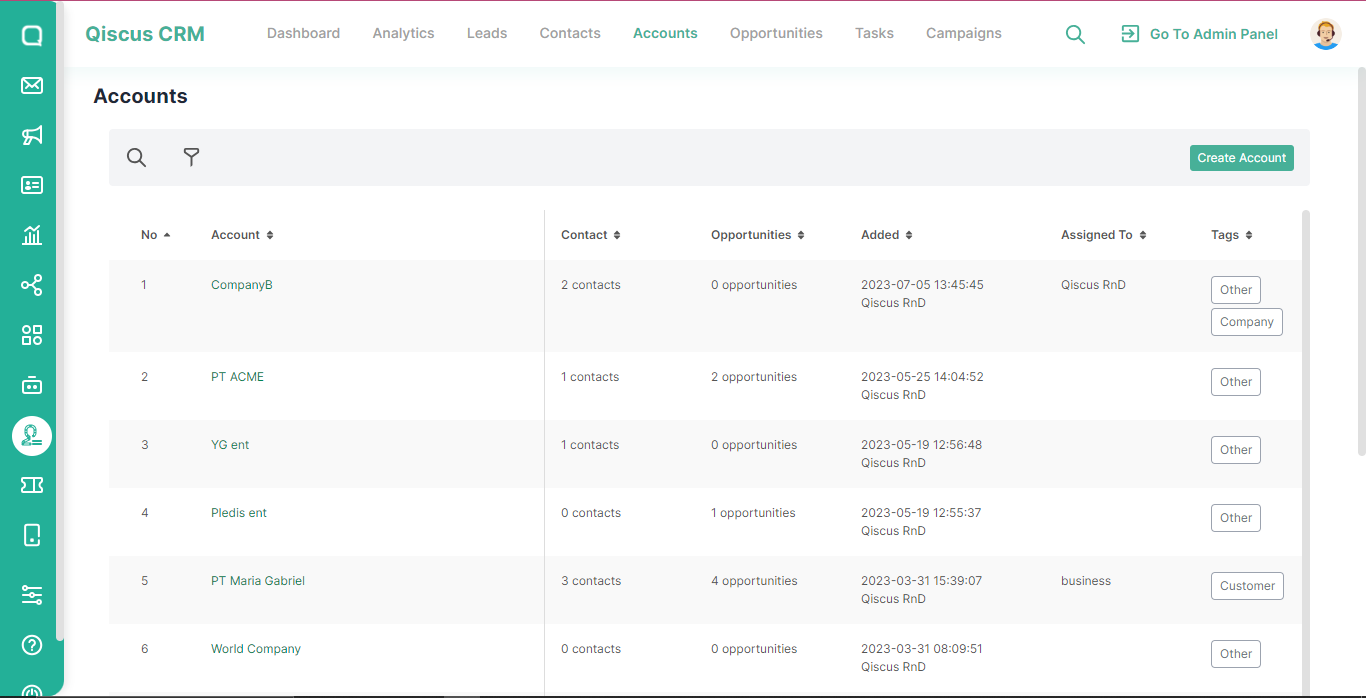 Qiscus CRM
Dashboard
Analytics
Leads
Contacts
Accounts
Opportunities
Tasks
Campaigns
Go To Admin Panel
Accounts
Create Account
No Account Contact Opportunities Added Assigned To Tags
1 CompanyB 2 contacts 0 opportunities 2023-07-05 13:45:45 Qiscus RnD Other
Qiscus RnD
Company
2 PT ACME 1 contacts 2 opportunities 2023-05-25 14:04:52 Other
Qiscus RnD
3 YG ent 1 contacts 0 opportunities 2023-05-19 12:56:48 Other
Qiscus RnD
4 Pledis ent 0 contacts 1 opportunities 2023-05-19 12:55:37 Other
Qiscus RnD
5 PT Maria Gabriel 3 contacts 4 opportunities 2023-03-31 15:39:07 business Customer
Qiscus RnD
6 World Company 0 contacts 0 opportunities 2023-03-31 08:09:51 Other
Qiscus RnD